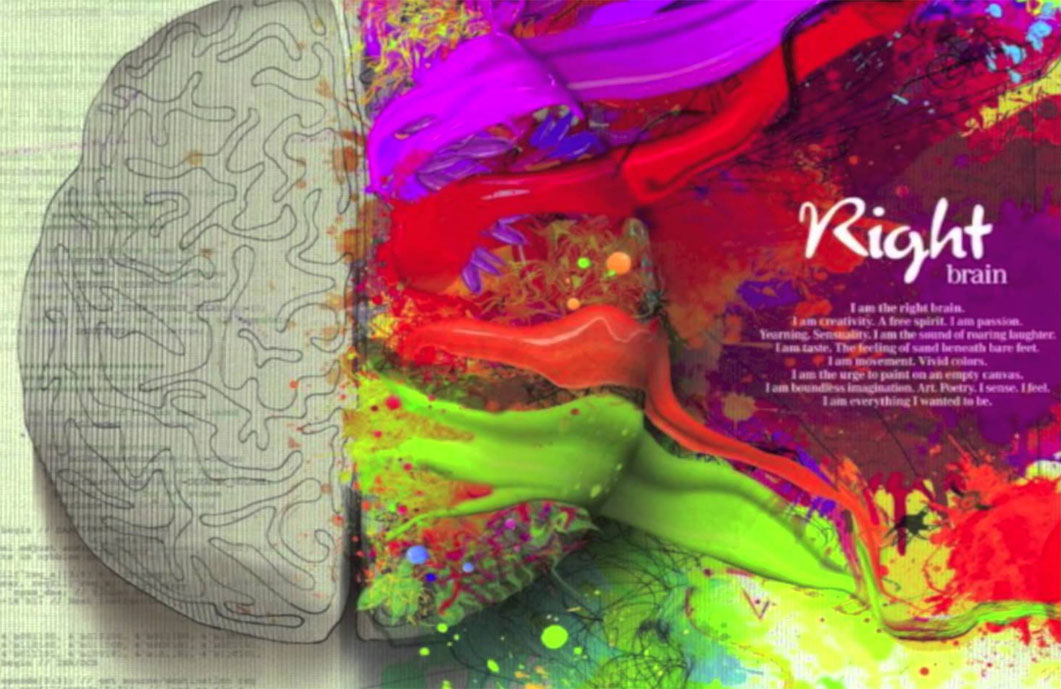 Right
brain
I am the right brain.
I am creativity. A free spirit. I am passion.
Yearning. Sensuality. I am the sound of roaring laughter.
I am taste. The feeling of sand beneath bare feet.
I am movement. Vivid colors.
I am the urge to paint on an empty canvas.
I am boundless imagination. Art. Poetry. I sense. I feel.
I am everything I wanted to be.